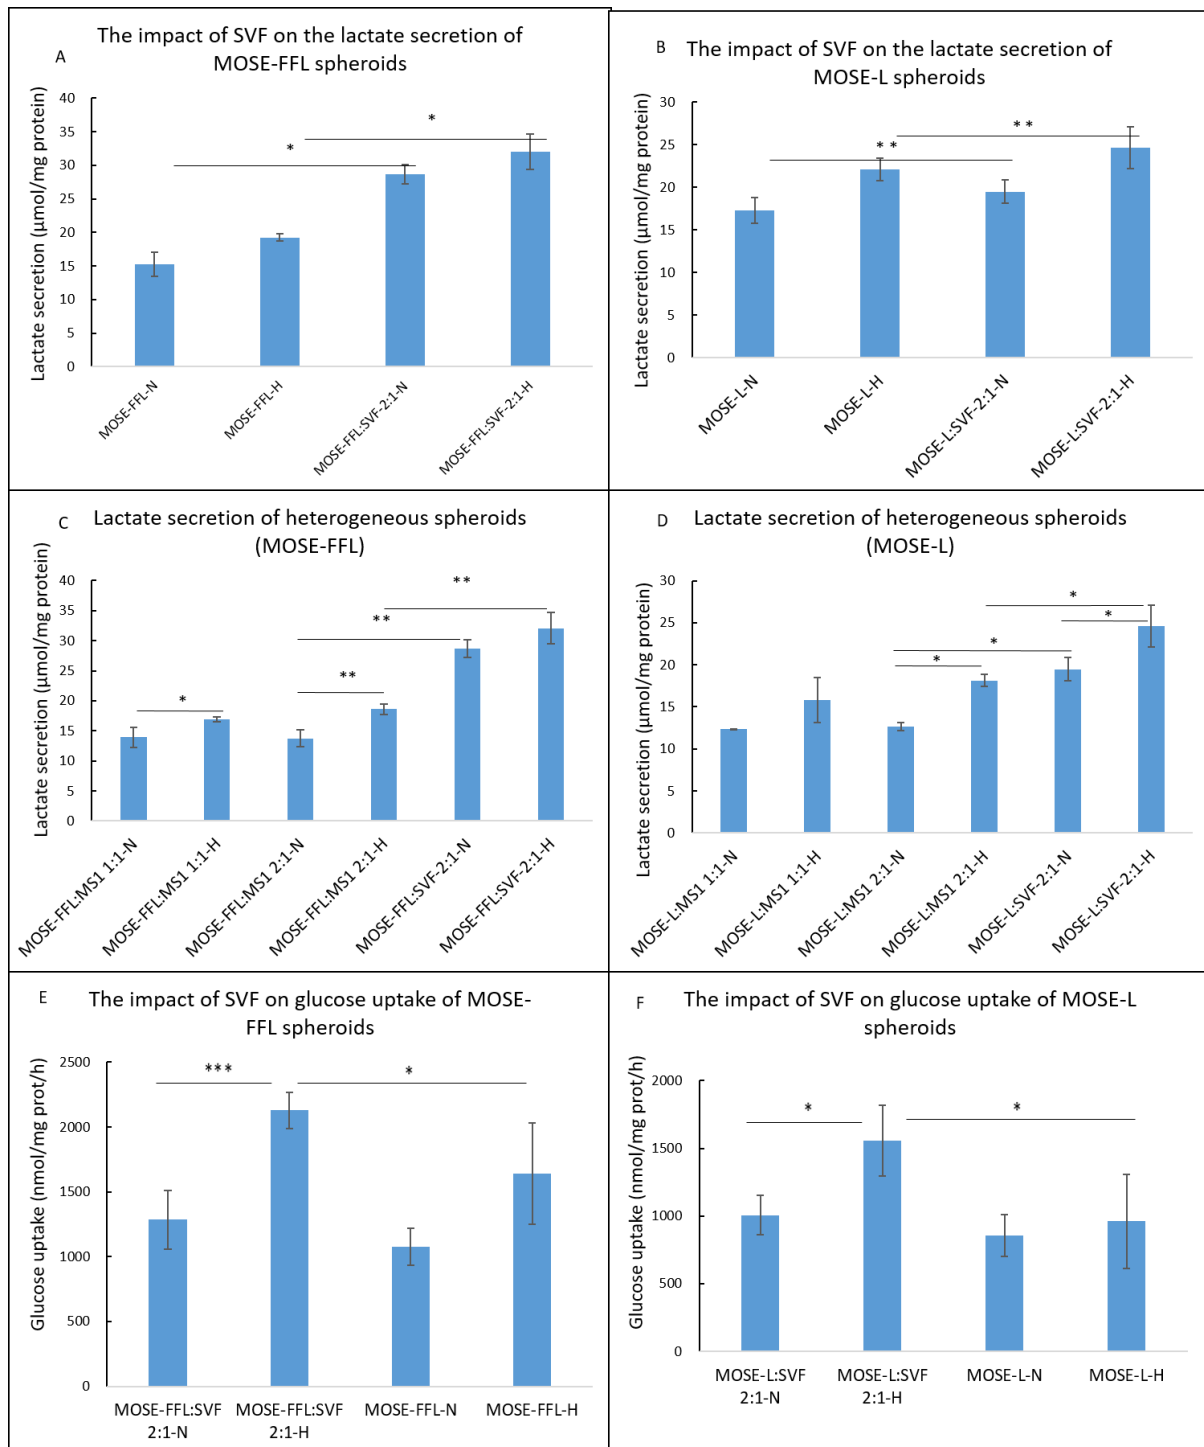 A
The impact of SVF on the lactate secretion of
MOSE-FFL spheroids
Lactate secretion (µmol/mg protein)
40
35
30
25
20
15
10
5
0
*
*
MOSE-FFL-N
MOSE-FFL-H
MOSE-FFL:SVF-2:1-N
MOSE-FFL:SVF-2:1-H
B
The impact of SVF on the lactate secretion of
MOSE-L spheroids
Lactate secretion (µmol/mg protein)
30
25
20
15
10
5
0
* *
* *
MOSE-L-N
MOSE-L-H
MOSE-L:SVF-2:1-N
MOSE-L:SVF-2:1-H
C
Lactate secretion of heterogeneous spheroids
(MOSE-FFL)
Lactate secretion (µmol/mg protein)
40
35
30
25
20
15
10
5
0
*
**
**
**
MOSE-FFL:MS1 1:1-N
MOSE-FFL:MS1 1:1-H
MOSE-FFL:MS1 2:1-N
MOSE-FFL:MS1 2:1-H
MOSE-FFL:SVF-2:1-N
MOSE-FFL:SVF-2:1-H
D
Lactate secretion of heterogeneous spheroids
(MOSE-L)
Lactate secretion (µmol/mg protein)
30
25
20
15
10
5
0
*
*
*
*
MOSE-L:MS1 1:1-N
MOSE-L:MS1 1:1-H
MOSE-L:MS1 2:1-N
MOSE-L:MS1 2:1-H
MOSE-L:SVF-2:1-N
MOSE-L:SVF-2:1-H
E
The impact of SVF on glucose uptake of MOSE-
FFL spheroids
Glucose uptake (nmol/mg prot/h)
2500
2000
1500
1000
500
0
***
*
MOSE-FFL:SVF
2:1-N
MOSE-FFL:SVF
2:1-H
MOSE-FFL-N
MOSE-FFL-H
F
The impact of SVF on glucose uptake of MOSE-L
spheroids
Glucose uptake (nmol/mg prot/h)
2000
1500
1000
500
0
*
*
MOSE-L:SVF
2:1-N
MOSE-L:SVF
2:1-H
MOSE-L-N
MOSE-L-H